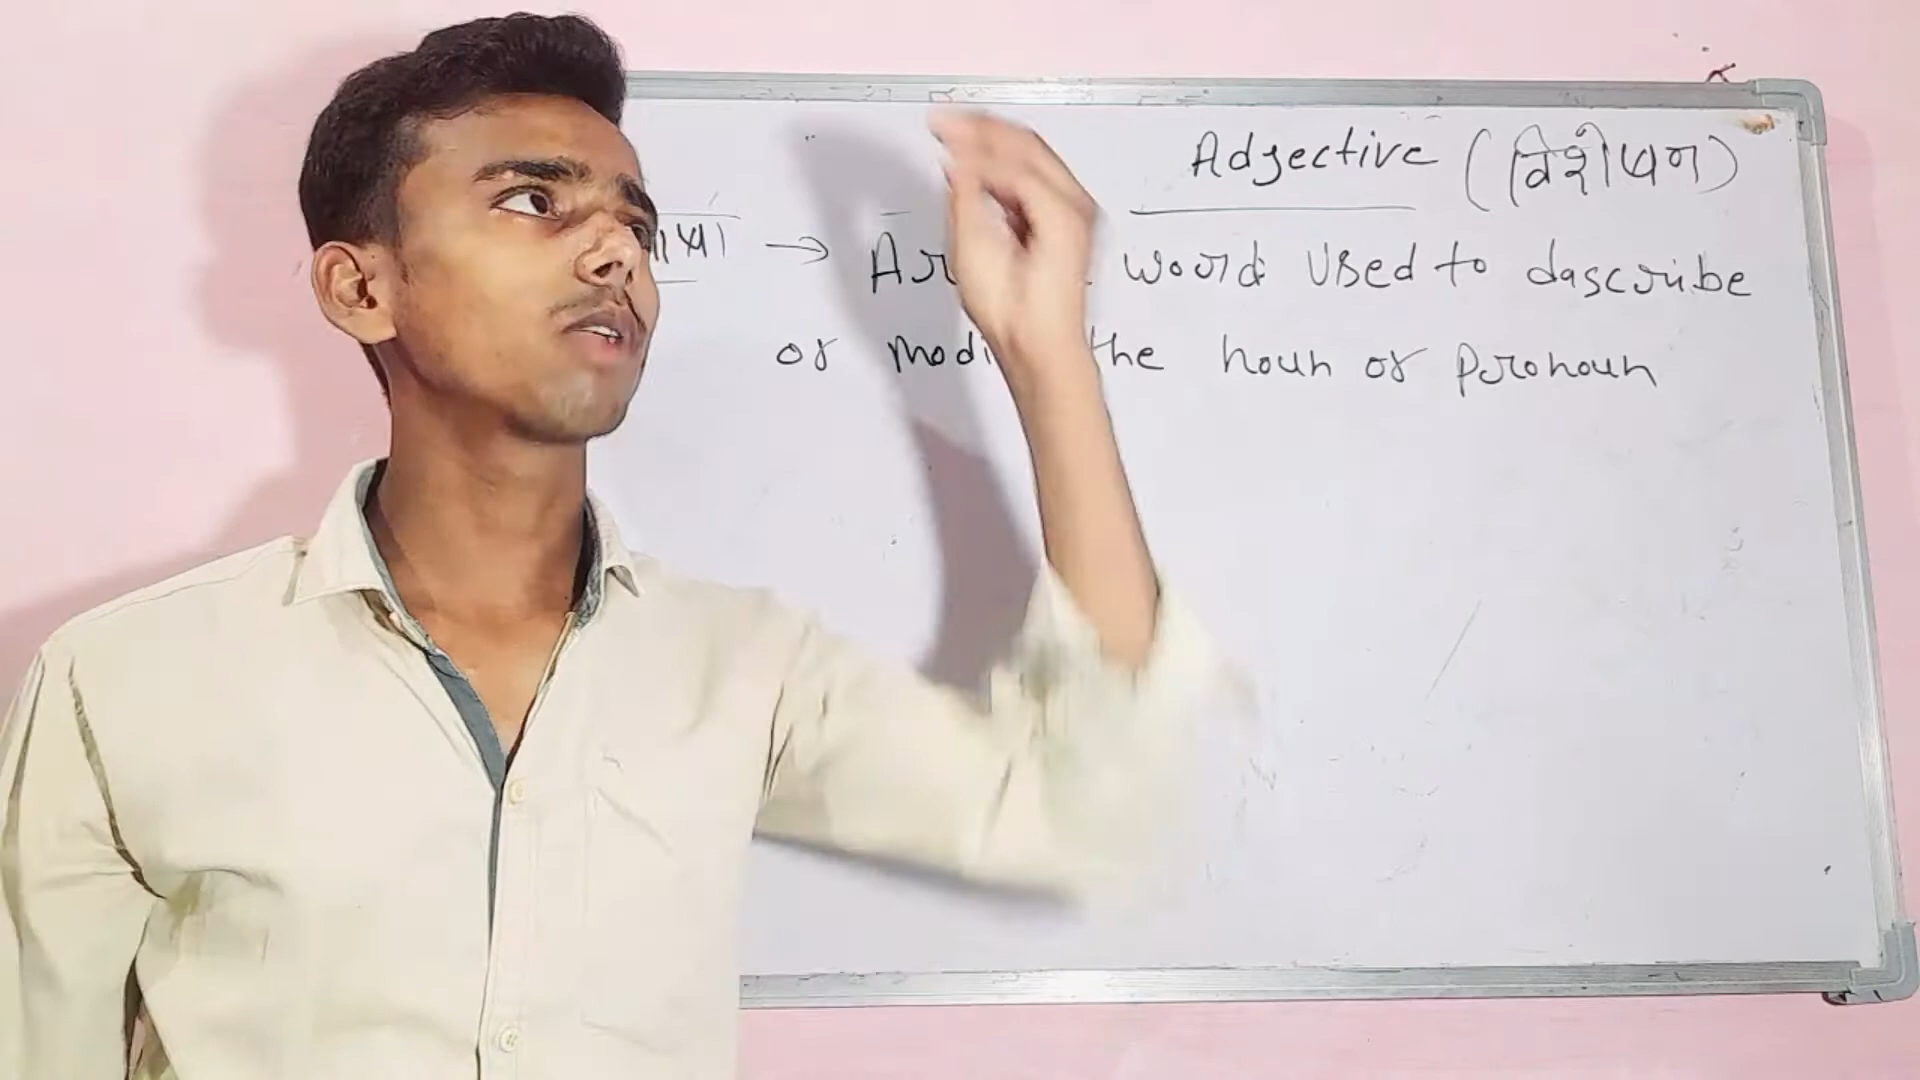 Adjective (विशेषण)
→ word used to dascribe
or the noun or pronoun